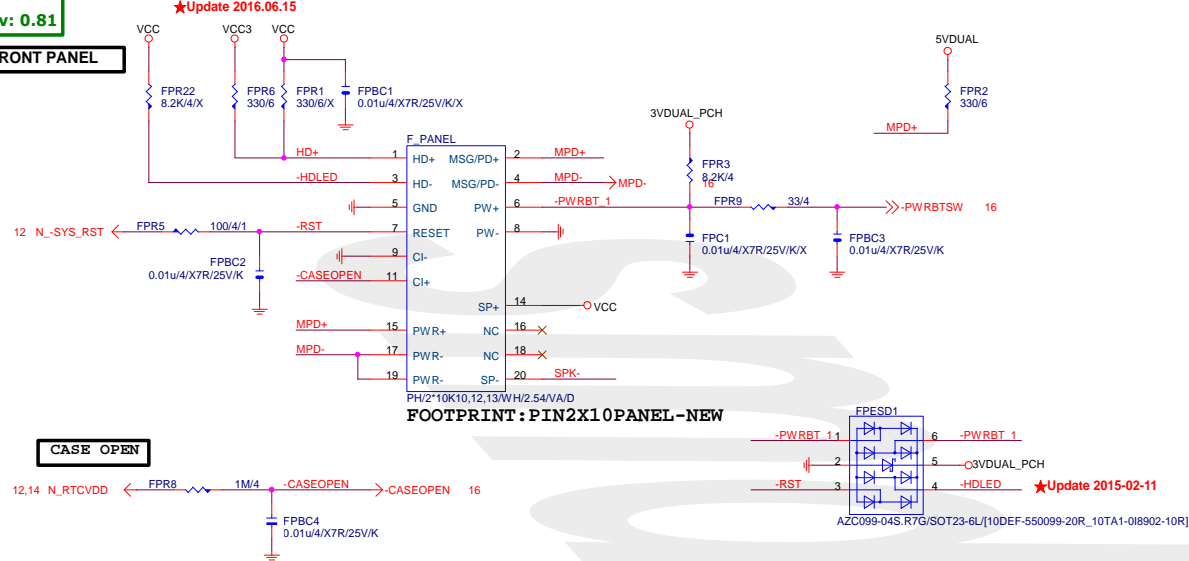 v: 0.81
★Update 2016.06.15
RONT PANEL
VCC
VCC3
VCC
5VDUAL
FPR22
8.2K/4/X
FPR6
330/6
FPR1
330/6/X
FPBC1
0.01u/4/X7R/25V/K/X
FPR2
330/6
MPD+
3VDUAL_PCH
FPR3
8.2K/4
F_PANEL
HD+ 1 HD+ MSG/PD+ 2 MPD+
-HDLED 3 HD- MSG/PD- 4 MPD- MPD- 16
5 GND PW+ 6 -PWRBT_1 FPR9 33/4 -PWRBTSW 16
12 N_-SYS_RST FPR5 100/4/1 -RST 7 RESET PW- 8
9 CI-
-CASEOPEN 11 CI+
FPBC2
0.01u/4/X7R/25V/K
FPC1
0.01u/4/X7R/25V/K/X
FPBC3
0.01u/4/X7R/25V/K
SP+ 14 VCC
MPD+ 15 PWR+ NC 16
MPD- 17 PWR- NC 18
19 PWR- SP- 20 SPK-
PH/2*10K10,12,13/WH/2.54/VA/D
FOOTPRINT:PIN2X10PANEL-NEW
CASE OPEN
12,14 N_RTCVDD FPR8 1M/4 -CASEOPEN -CASEOPEN 16
FPBC4
0.01u/4/X7R/25V/K
FPESD1
-PWRBT_1 1 6 -PWRBT_1
2 5 3VDUAL_PCH
-RST 3 4 -HDLED
★Update 2015-02-11
AZC099-04S.R7G/SOT23-6L/[10DEF-550099-20R_10TA1-0I8902-10R]